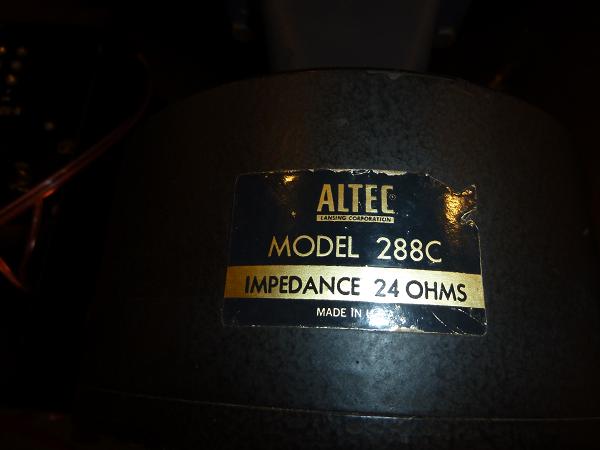 ALTEC
LANSING CORPORATION
MODEL 288C
IMPEDANCE 24 OHMS
MADE IN